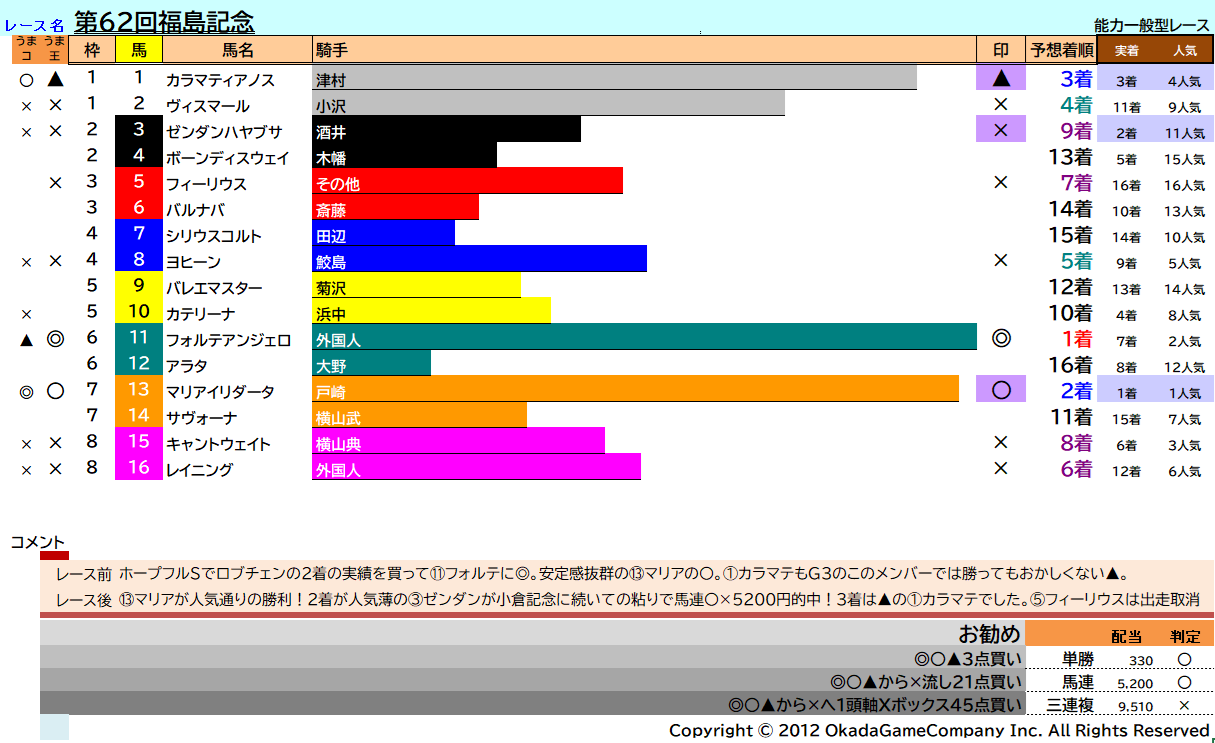 レース名 第62回福島記念 能力一般型レース
うまコ うま王 枠 馬 馬名 騎手 印 予想着順 実着 人気
○ ▲ 1 1 カラマティアノス 津村 ▲ 3着 3着 4人気
× × 1 2 ヴィスマール 小沢 × 4着 11着 9人気
× × 2 3 ゼンダンハヤブサ 酒井 × 9着 2着 11人気
2 4 ボーンディスウェイ 木幡 13着 5着 15人気
× 3 5 フィーリウス その他 × 7着 16着 16人気
3 6 バルナバ 斎藤 14着 10着 13人気
4 7 シリウスコルト 田辺 15着 14着 10人気
× × 4 8 ヨヒーン 鮫島 × 5着 9着 5人気
5 9 バレエマスター 菊沢 12着 13着 14人気
× 5 10 カテリーナ 浜中 10着 4着 8人気
▲ ◎ 6 11 フォルテアンジェロ 外国人 ◎ 1着 7着 2人気
6 12 アラタ 大野 16着 8着 12人気
◎ ○ 7 13 マリアイリダータ 戸崎 ○ 2着 1着 1人気
7 14 サヴォーナ 横山武 11着 15着 7人気
× × 8 15 キャントウェイト 横山典 × 8着 6着 3人気
× × 8 16 レイニング 外国人 × 6着 12着 6人気
コメント
レース前 ホープフルSでロブチェンの2着の実績を買って⑪フォルテに◎。安定感抜群の⑬マリアの○。①カラマテもG3のこのメンバーでは勝ってもおかしくない▲。
レース後 ⑬マリアが人気通りの勝利！2着が人気薄の③ゼンダンが小倉記念に続いての粘りで馬連○×5200円的中！3着は▲の①カラマテでした。⑤フィーリウスは出走取消
お勧め 配当 判定
◎○▲3点買い 単勝 330 ○
◎○▲から×流し21点買い 馬連 5,200 ○
◎○▲から×へ1頭軸Xボックス45点買い 三連複 9,510 ×
Copyright © 2012 OkadaGameCompany Inc. All Rights Reserved